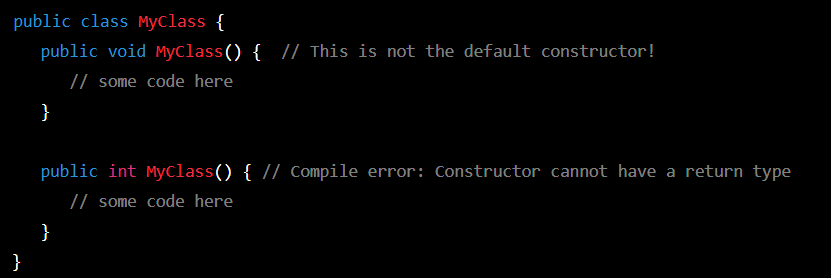 public class MyClass {
public void MyClass() {  // This is not the default constructor!
// some code here
}
public int MyClass() { // Compile error: Constructor cannot have a return type
// some code here
}
}